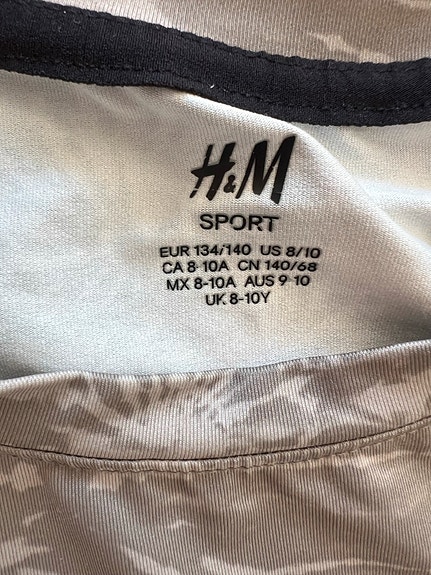 H&M
SPORT
EUR 134/140 US 8/10
CA 8-10A CN 140/68
MX 8-10A AUS 9-10
UK 8-10Y